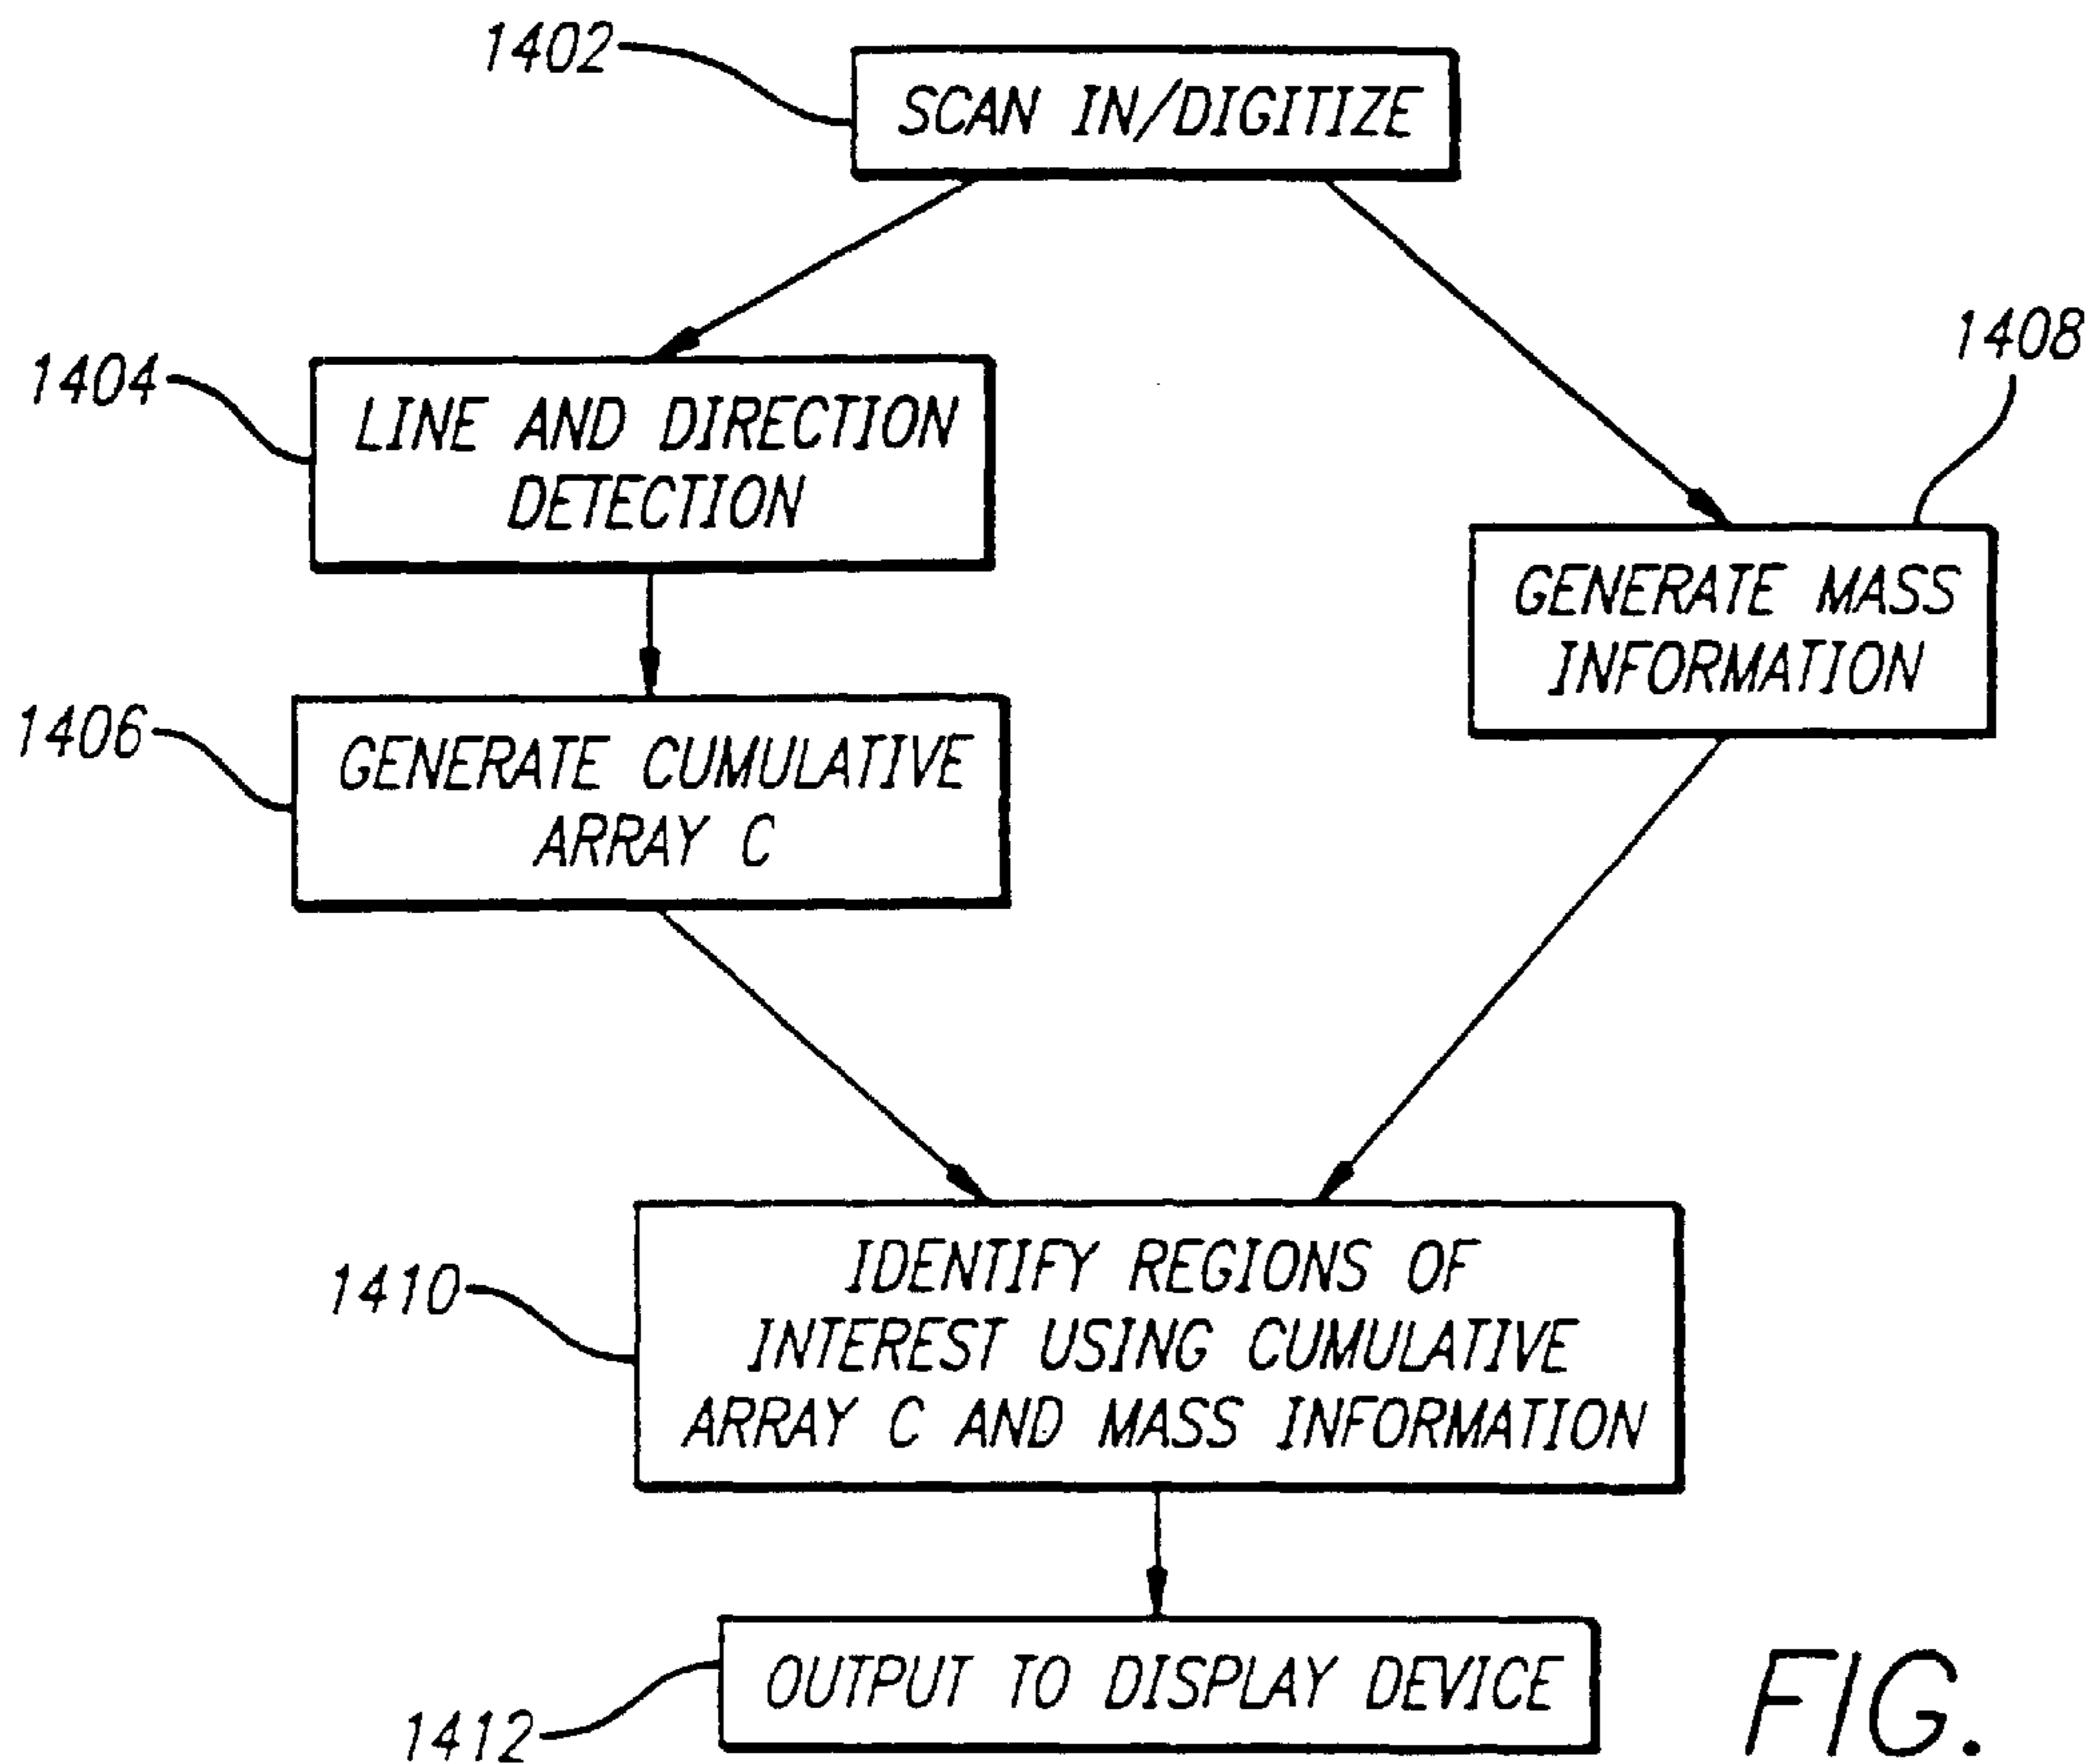 1402
SCAN IN/DIGITIZE
1404
LINE AND DIRECTION
DETECTION
1408
GENERATE MASS
INFORMATION
1406
GENERATE CUMULATIVE
ARRAY C
1410
IDENTIFY REGIONS OF
INTEREST USING CUMULATIVE
ARRAY C AND MASS INFORMATION
1412
OUTPUT TO DISPLAY DEVICE
FIG.